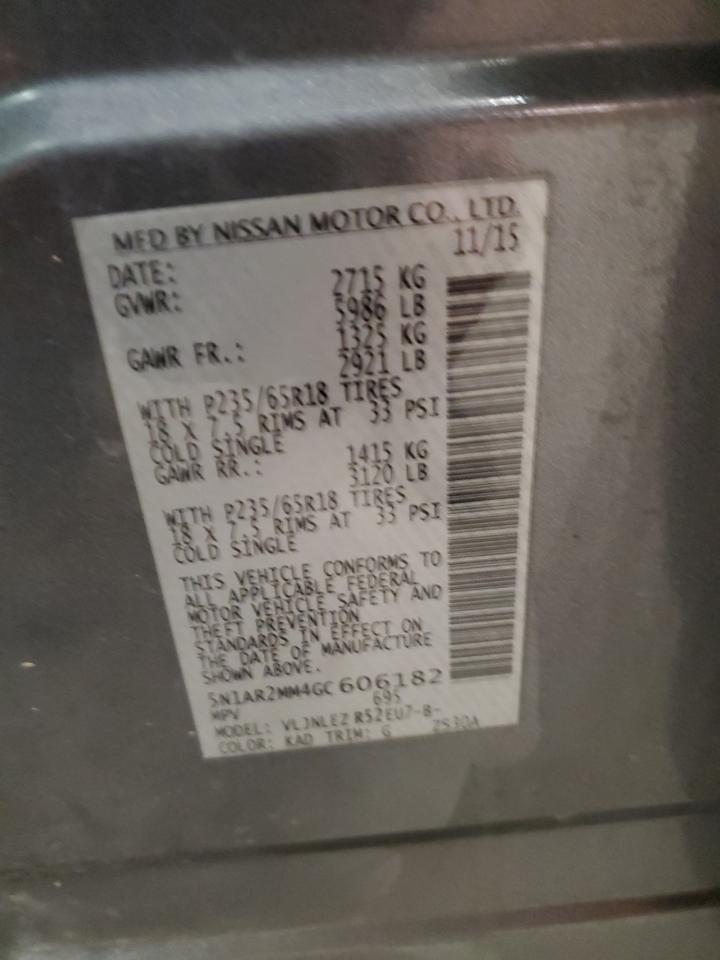 MFD BY NISSAN MOTOR CO., LTD.
DATE: 11/15
GVWR: 2715 KG
5986 LB
GAWR FR.: 1325 KG
2921 LB
WITH P235/65R18 TIRES
18 X 7.5 RIMS AT 33 PSI
COLD SINGLE
GAWR RR.: 1415 KG
3120 LB
WITH P235/65R18 TIRES
18 X 7.5 RIMS AT 33 PSI
COLD SINGLE
THIS VEHICLE CONFORMS TO
ALL APPLICABLE FEDERAL
MOTOR VEHICLE SAFETY AND
THEFT PREVENTION
STANDARDS IN EFFECT ON
THE DATE OF MANUFACTURE
SHOWN ABOVE.
5N1AR2MM4GC606182
MPV 695
MODEL: VLJNLEZ R52EU7-B-
COLOR: KAD TRIM: G ZS30A